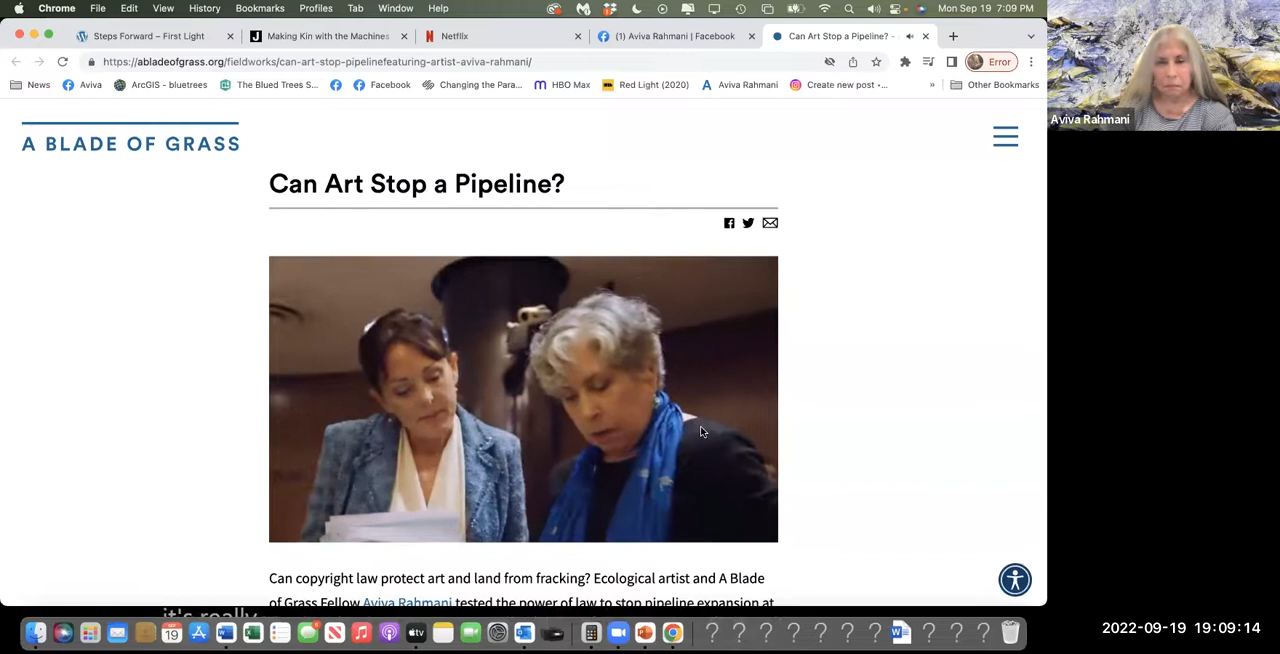 Chrome File Edit View History Bookmarks Profiles Tab Window Help Mon Sep 19 7:09 PM
Steps Forward – First Light
Making Kin with the Machines
Netflix
(1) Aviva Rahmani | Facebook
Can Art Stop a Pipeline? -
https://abladeofgrass.org/fieldworks/can-art-stop-pipelinefeaturing-artist-aviva-rahmani/
Error
News Aviva ArcGIS - bluetrees The Blued Trees S... Facebook Changing the Para... HBO Max Red Light (2020) Aviva Rahmani Create new post •... » Other Bookmarks
Aviva Rahmani
A BLADE OF GRASS
Can Art Stop a Pipeline?
Can copyright law protect art and land from fracking? Ecological artist and A Blade
of Grass Fellow Aviva Rahmani tested the power of law to stop pipeline expansion at
it's really
SEP
19
tv
2022-09-19 19:09:14